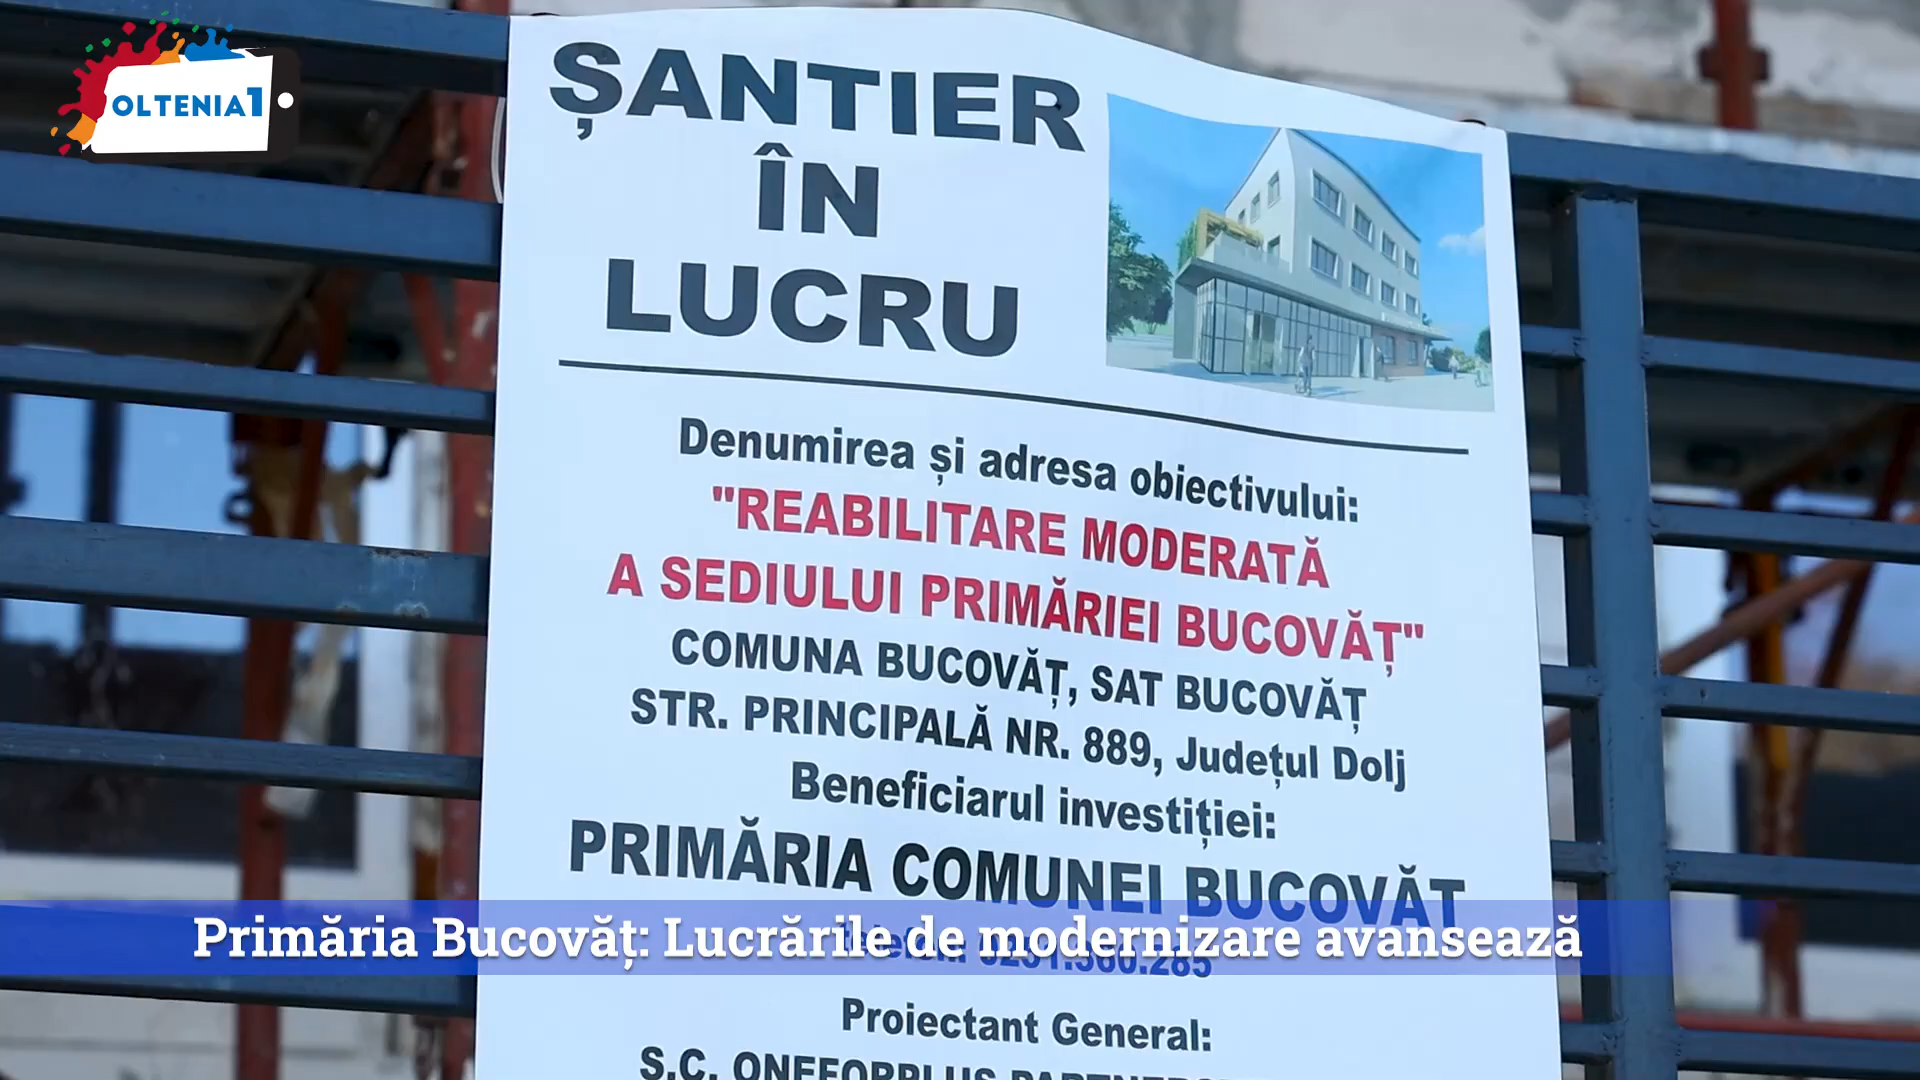 OLTENIA1
ȘANTIER
ÎN
LUCRU
Denumirea și adresa obiectivului:
"REABILITARE MODERATĂ
A SEDIULUI PRIMĂRIEI BUCOVĂȚ"
COMUNA BUCOVĂȚ, SAT BUCOVĂȚ
STR. PRINCIPALĂ NR. 889, Județul Dolj
Beneficiarul investiției:
PRIMĂRIA COMUNEI BUCOVĂȚ
Primăria Bucovăț: Lucrările de modernizare avansează
Proiectant General:
S.C.